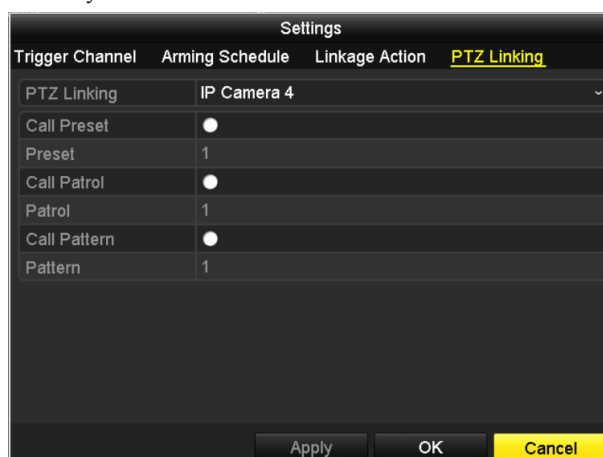 Settings
Trigger Channel Arming Schedule Linkage Action PTZ Linking
PTZ Linking IP Camera 4
Call Preset
Preset 1
Call Patrol
Patrol 1
Call Pattern
Pattern 1
Apply OK Cancel